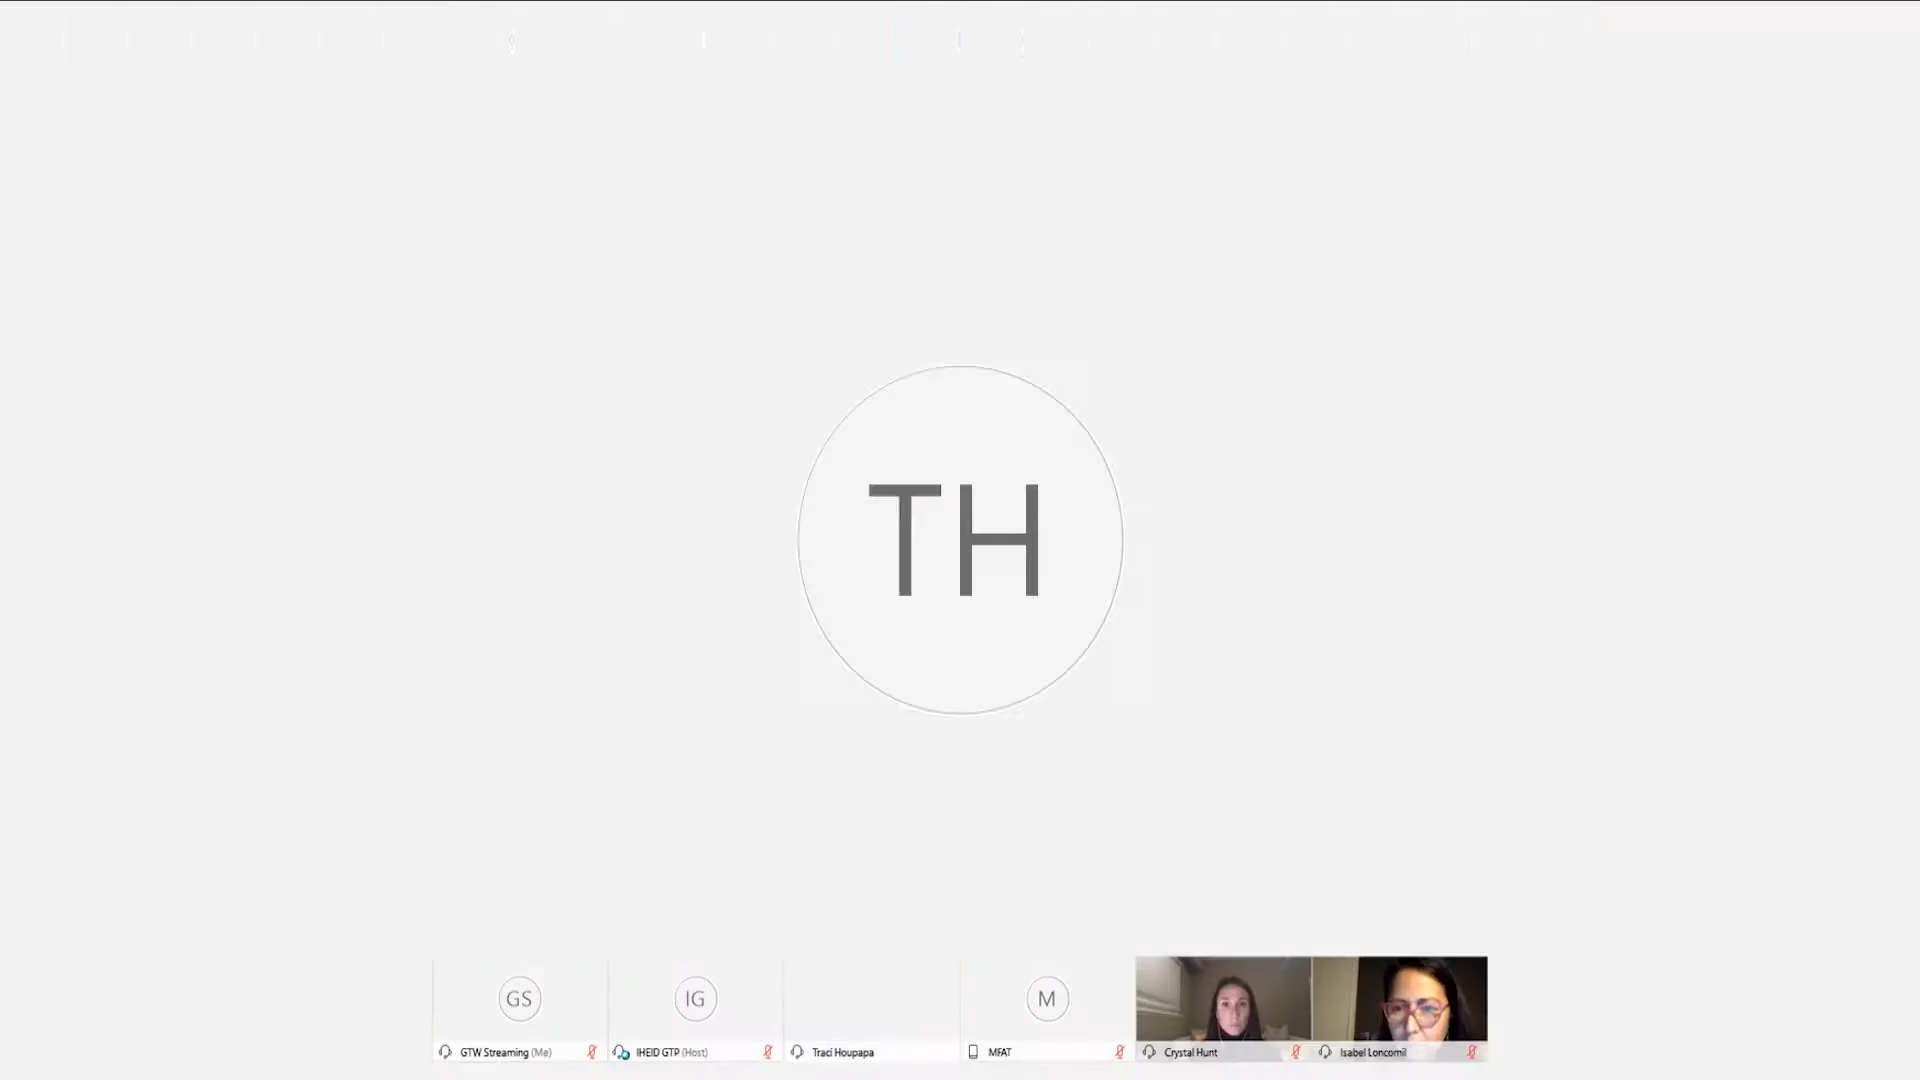 TH
GS
IG
M
GTW Streaming (Me)
IHEID GTP (Host)
Traci Houpapa
MFAT
Crystal Hunt
Isabel Loncomil